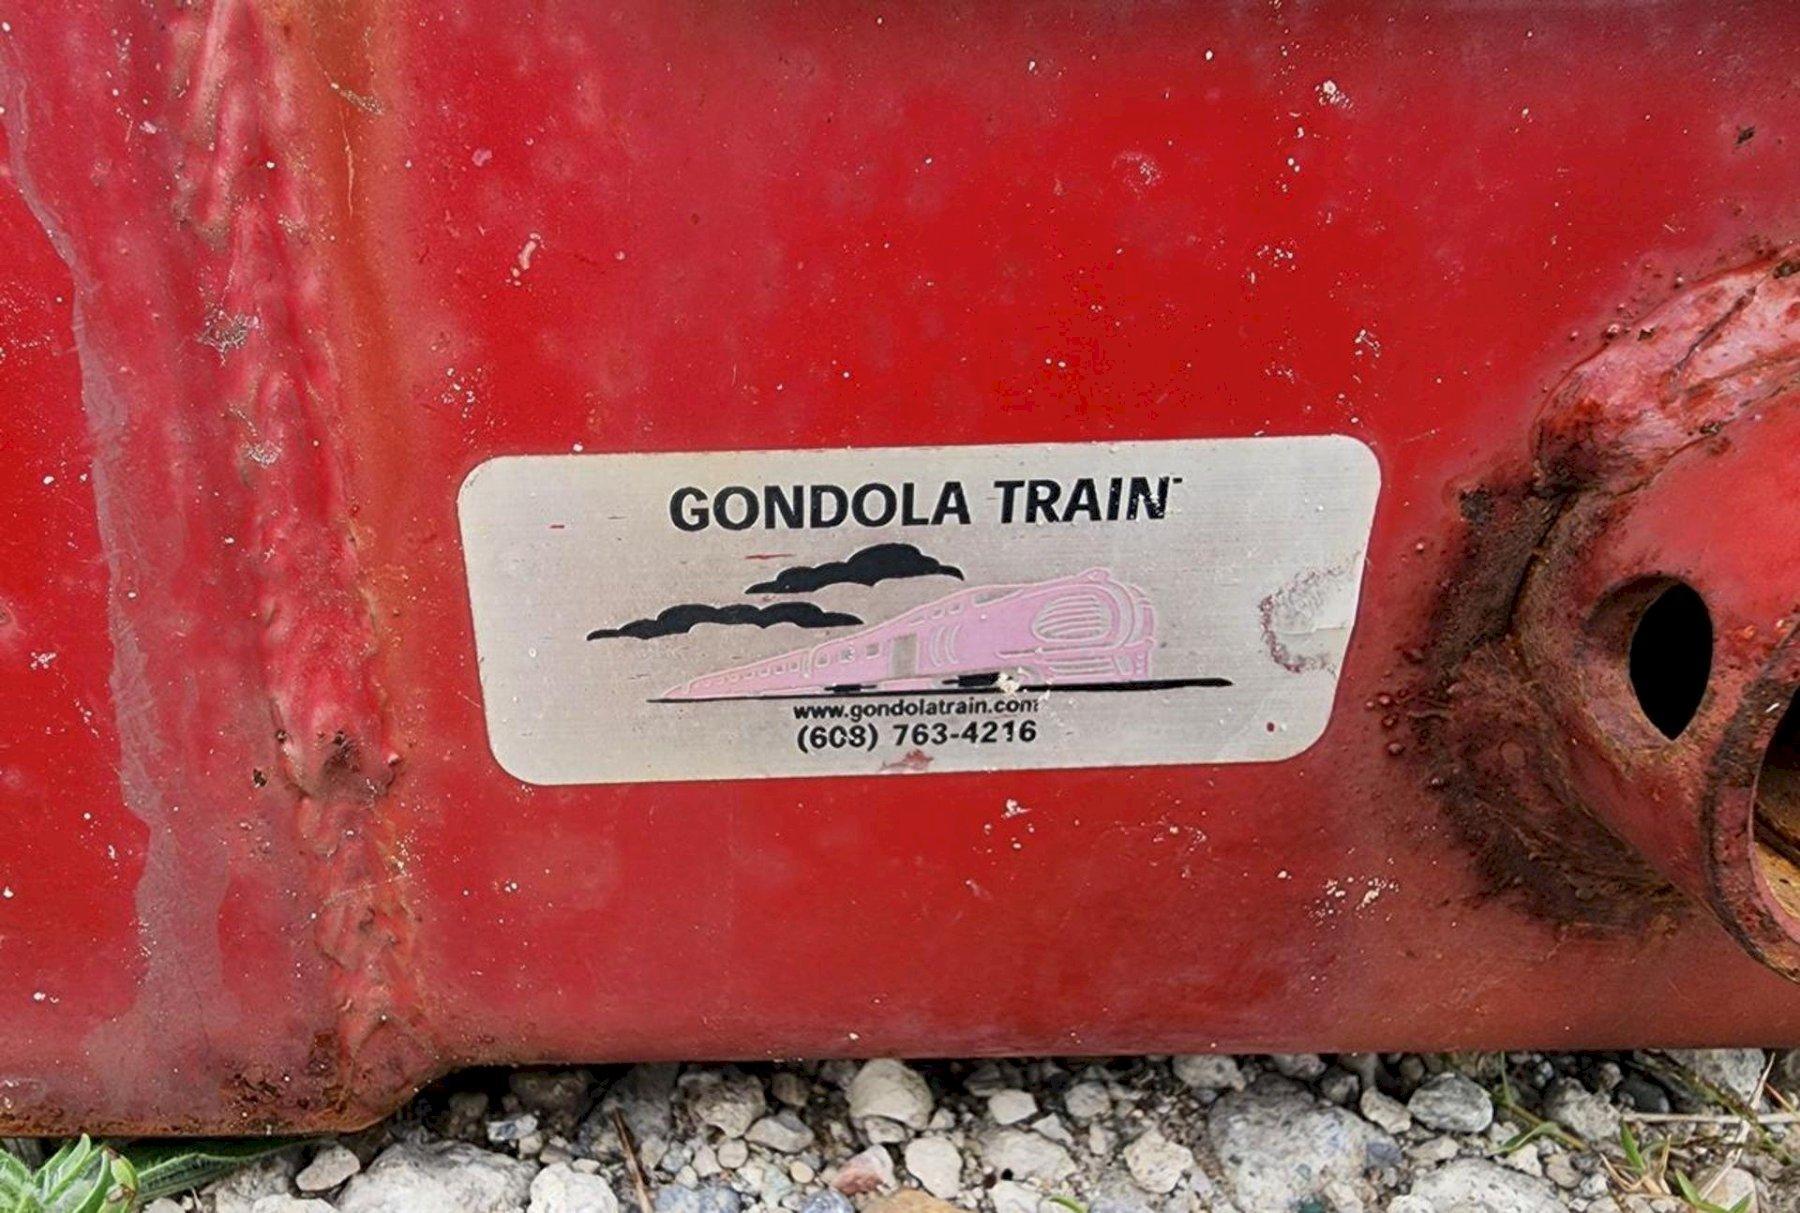 GONDOLA TRAIN
www.gondolatrain.com
(608) 763-4216